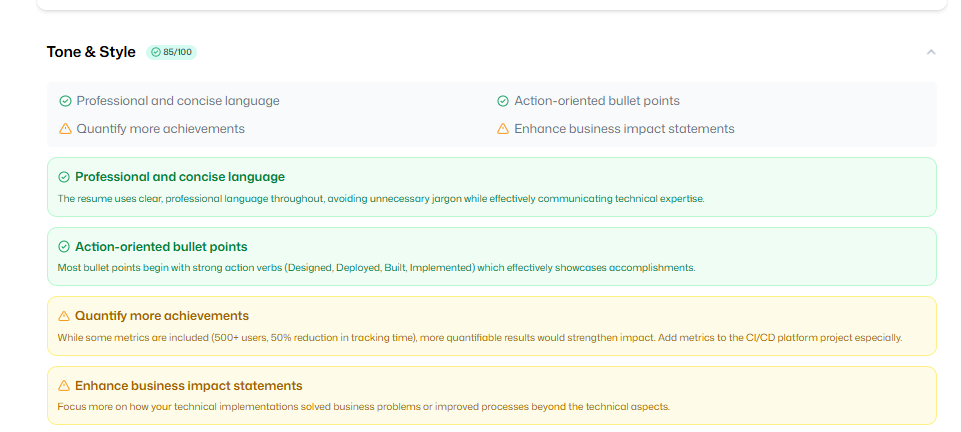 Tone & Style 85/100
Professional and concise language
Action-oriented bullet points
Quantify more achievements
Enhance business impact statements
Professional and concise language
The resume uses clear, professional language throughout, avoiding unnecessary jargon while effectively communicating technical expertise.
Action-oriented bullet points
Most bullet points begin with strong action verbs (Designed, Deployed, Built, Implemented) which effectively showcases accomplishments.
Quantify more achievements
While some metrics are included (500+ users, 50% reduction in tracking time), more quantifiable results would strengthen impact. Add metrics to the CI/CD platform project especially.
Enhance business impact statements
Focus more on how your technical implementations solved business problems or improved processes beyond the technical aspects.